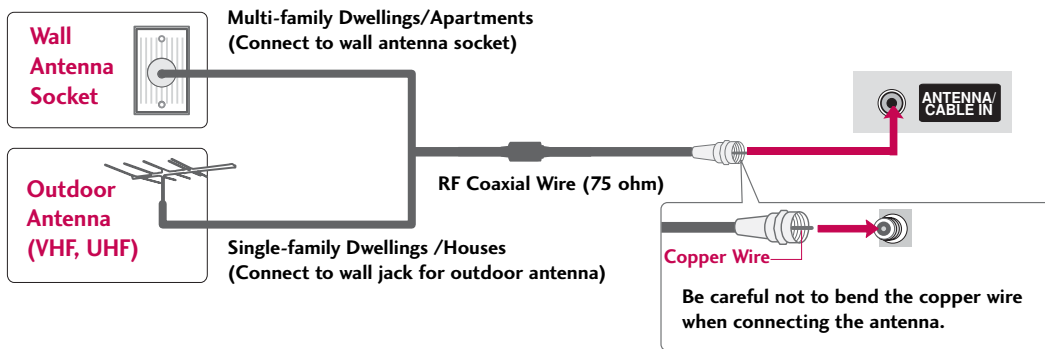 Wall
Antenna
Socket
Multi-family Dwellings/Apartments
(Connect to wall antenna socket)
ANTENNA/
CABLE IN
RF Coaxial Wire (75 ohm)
Outdoor
Antenna
(VHF, UHF)
Single-family Dwellings /Houses
(Connect to wall jack for outdoor antenna)
Copper Wire
Be careful not to bend the copper wire
when connecting the antenna.